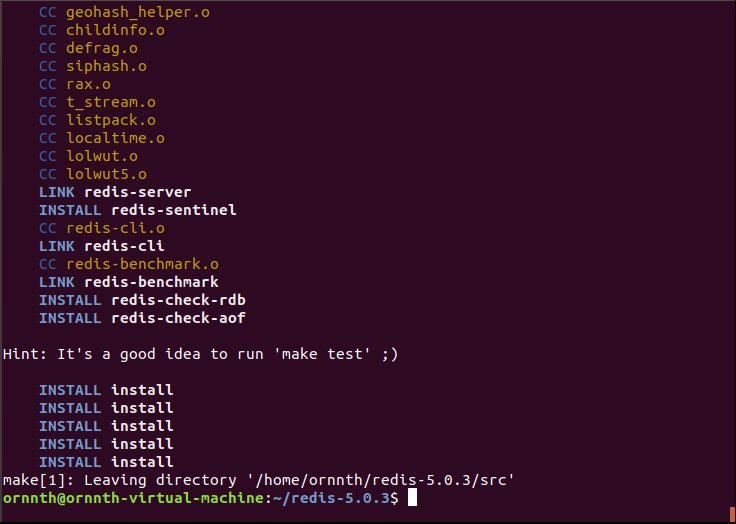 CC geohash_helper.o
CC childinfo.o
CC defrag.o
CC siphash.o
CC rax.o
CC t_stream.o
CC listpack.o
CC localtime.o
CC lolwut.o
CC lolwut5.o
LINK redis-server
INSTALL redis-sentinel
CC redis-cli.o
LINK redis-cli
CC redis-benchmark.o
LINK redis-benchmark
INSTALL redis-check-rdb
INSTALL redis-check-aof
Hint: It's a good idea to run 'make test' ;)
INSTALL install
INSTALL install
INSTALL install
INSTALL install
INSTALL install
make[1]: Leaving directory '/home/ornnth/redis-5.0.3/src'
ornnth@ornnth-virtual-machine:~/redis-5.0.3$